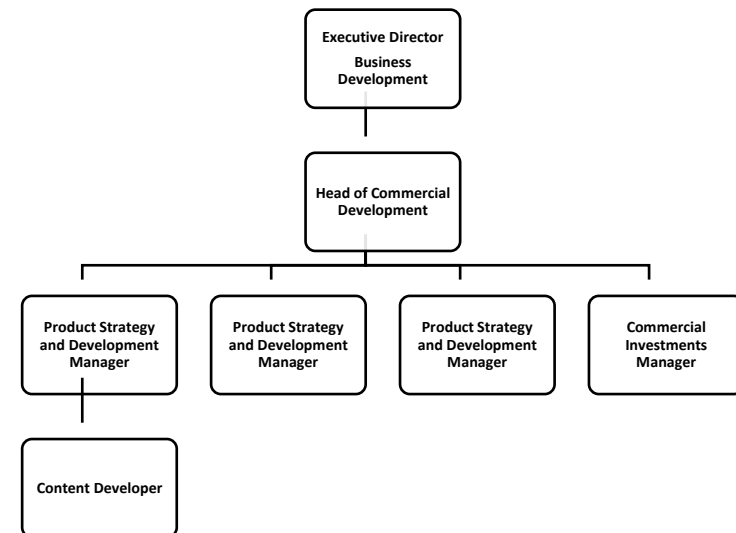 Executive Director
Business
Development
Head of Commercial
Development
Product Strategy
and Development
Manager
Product Strategy
and Development
Manager
Product Strategy
and Development
Manager
Commercial
Investments
Manager
Content Developer